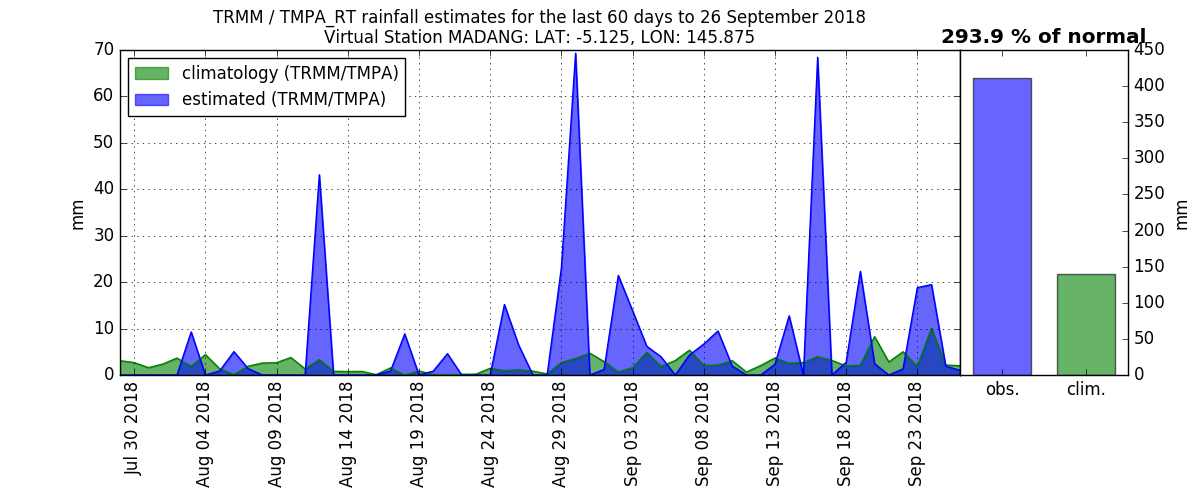 TRMM / TMPA_RT rainfall estimates for the last 60 days to 26 September 2018
Virtual Station MADANG: LAT: -5.125, LON: 145.875
293.9 % of normal
climatology (TRMM/TMPA)
estimated (TRMM/TMPA)
70
60
50
40
30
20
10
0
mm
Jul 30 2018
Aug 04 2018
Aug 09 2018
Aug 14 2018
Aug 19 2018
Aug 24 2018
Aug 29 2018
Sep 03 2018
Sep 08 2018
Sep 13 2018
Sep 18 2018
Sep 23 2018
450
400
350
300
250
200
150
100
50
0
mm
obs.
clim.